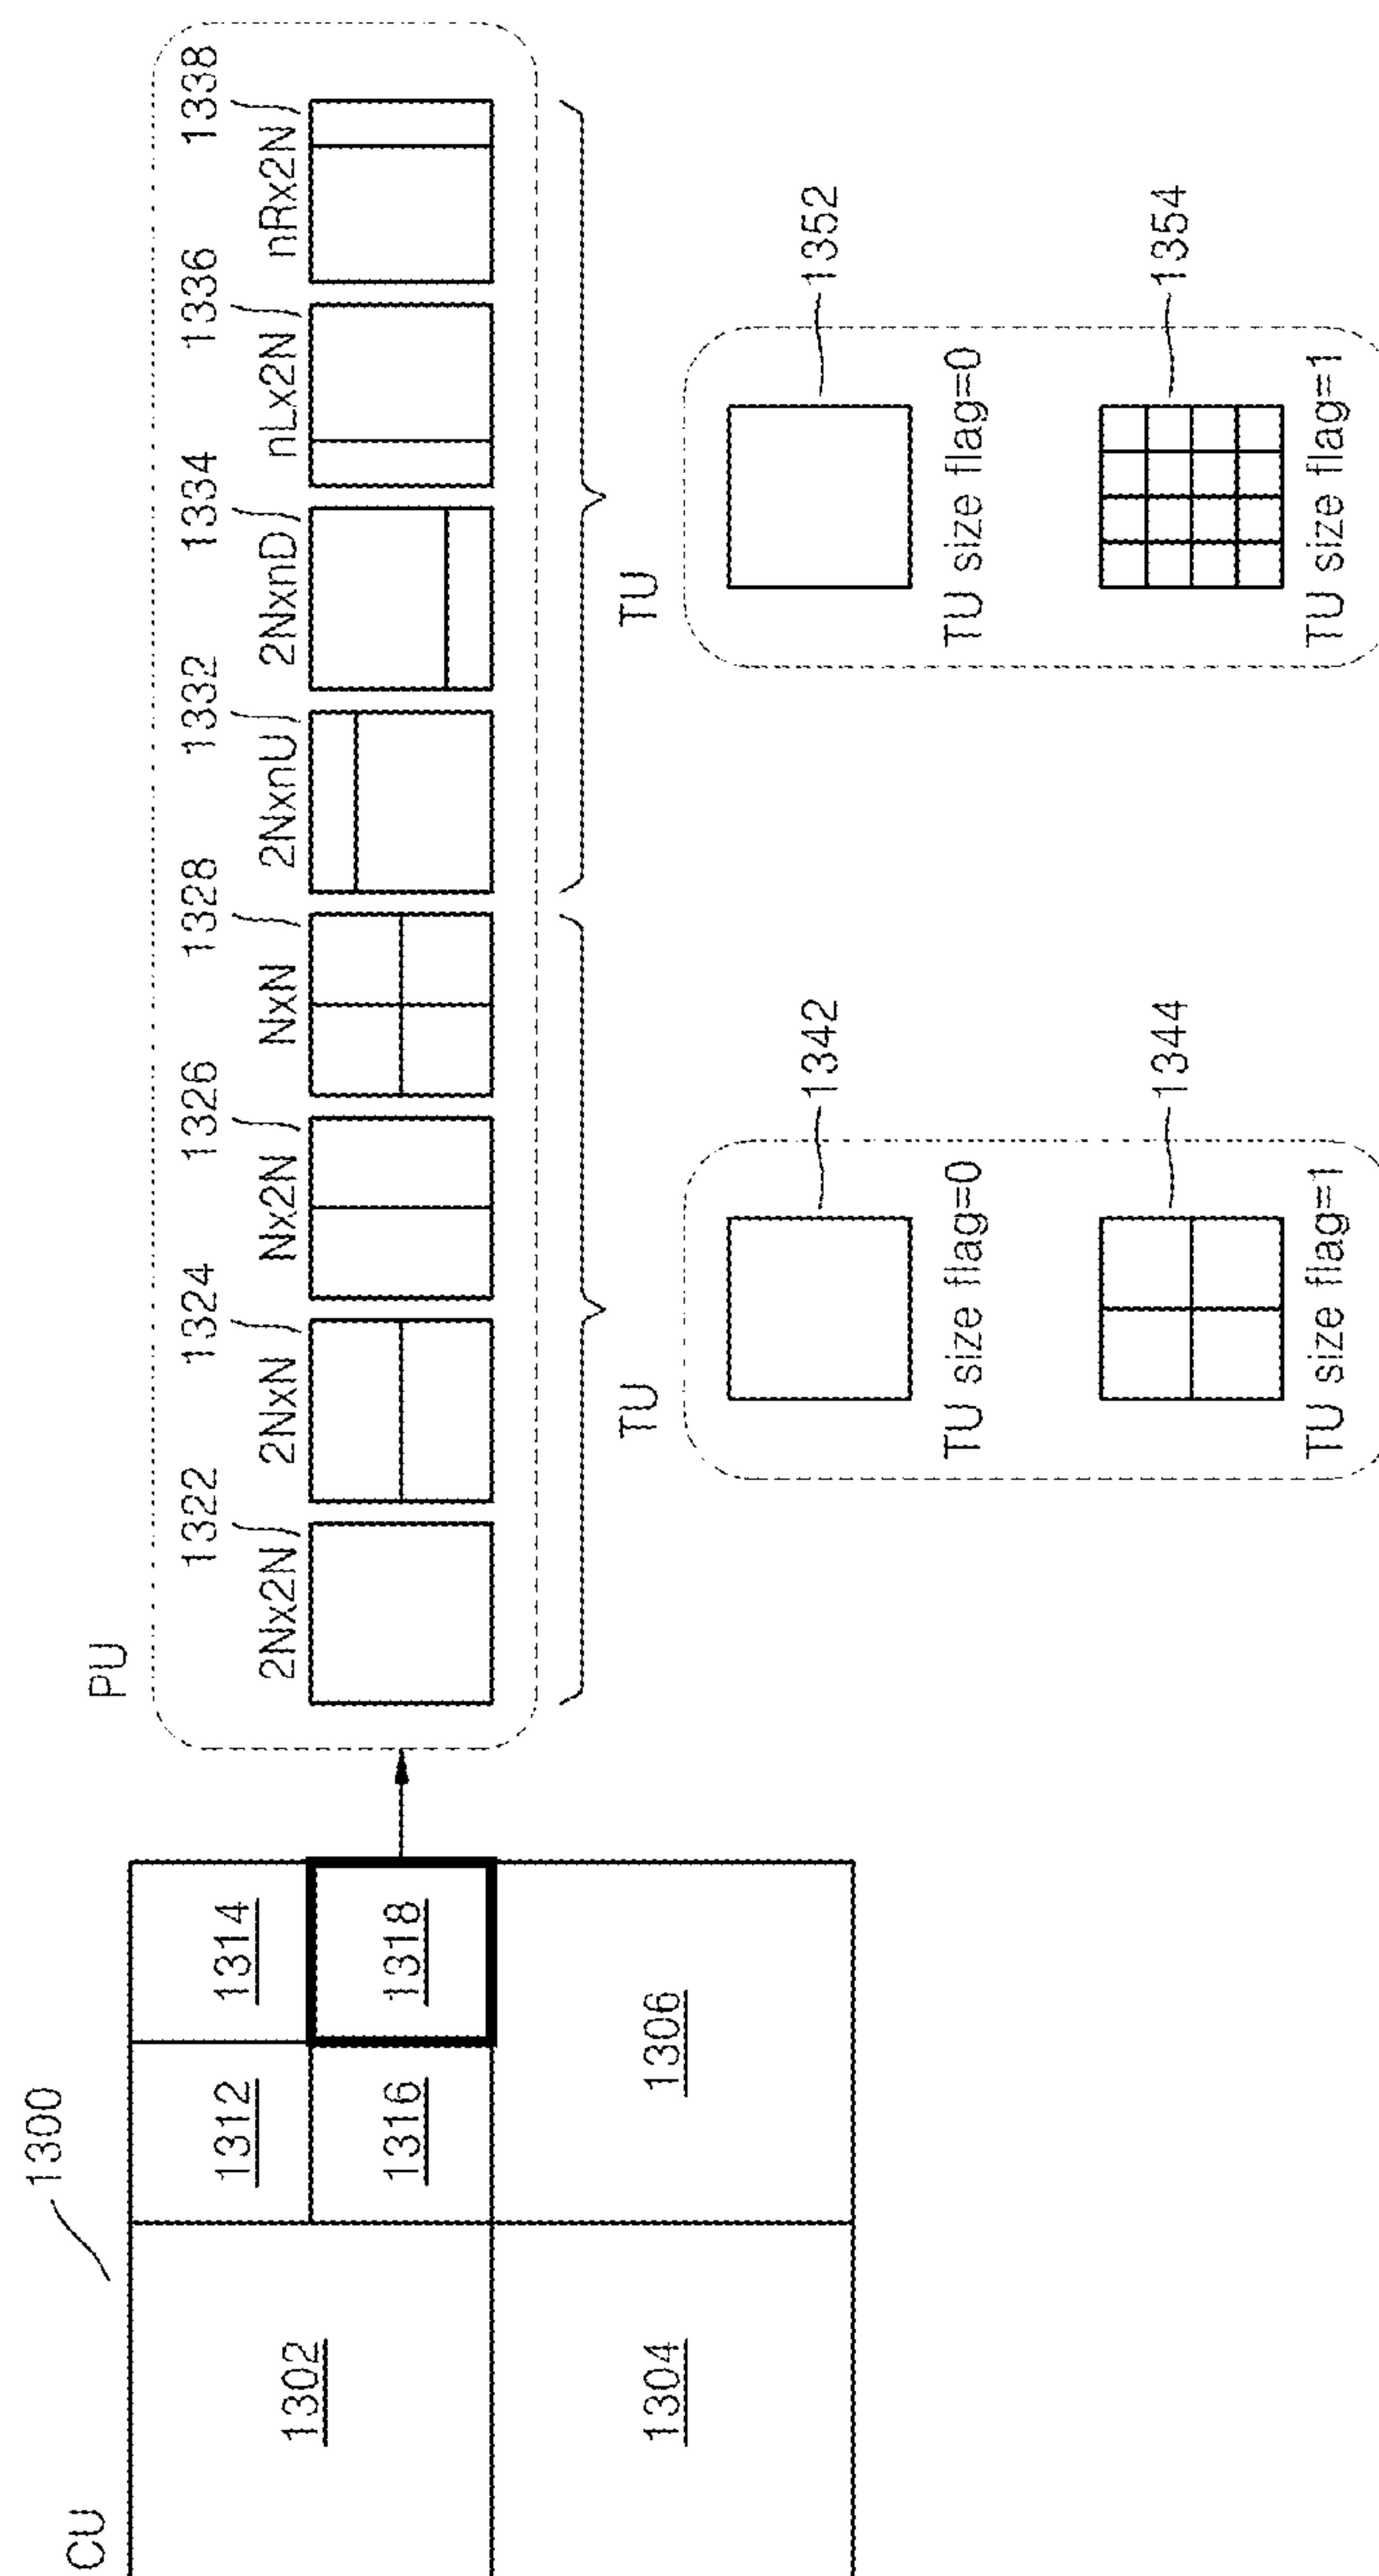 CU
1300
1302
1312
1314
1316
1318
1304
1306
PU
1322
1324
1326
1328
1332
1334
1336
1338
2Nx2N
2NxN
Nx2N
NxN
2NxnU
2NxnD
nLx2N
nRx2N
TU
1342
TU size flag=0
1344
TU size flag=1
TU
1352
TU size flag=0
1354
TU size flag=1